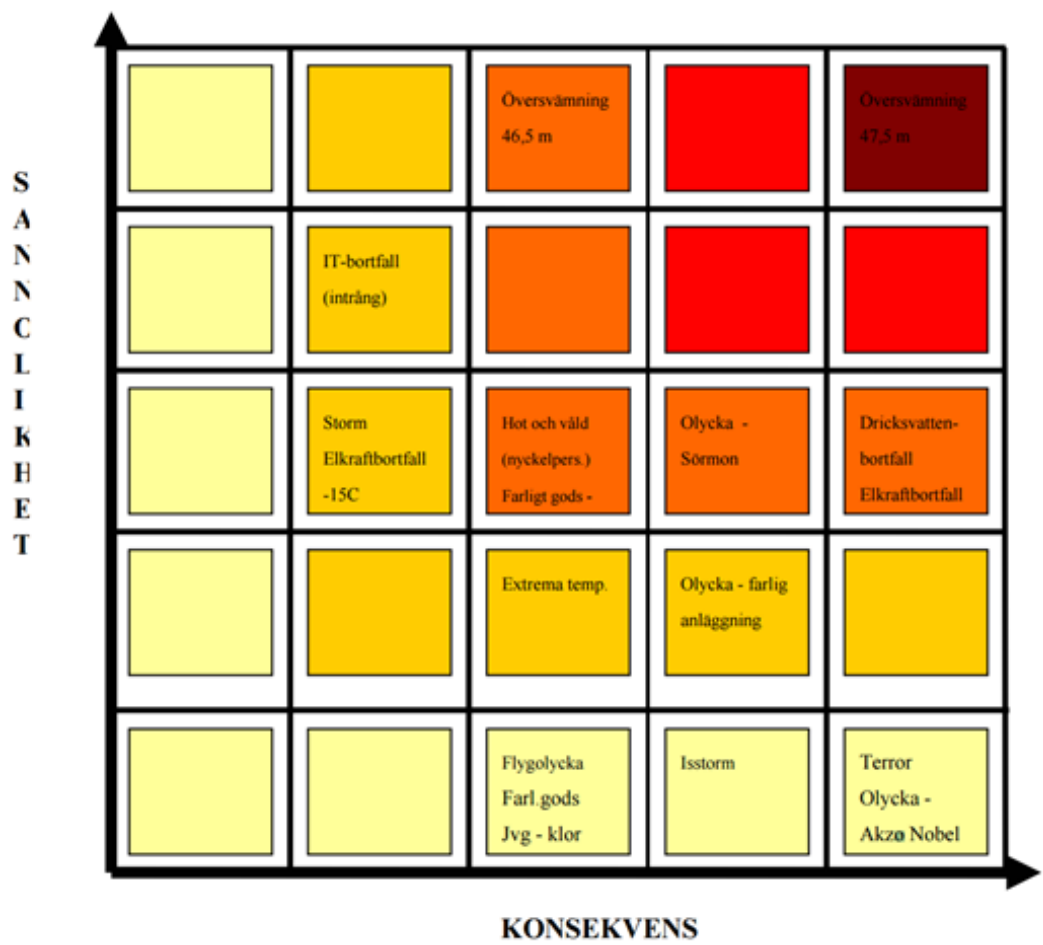 SANNOLIKHET
Översvämning
46,5 m
Översvämning
47,5 m
IT-bortfall
(intrång)
Storm
Elkraftbortfall
-15C
Hot och våld
(nyckelpers.)
Farligt gods -
Olycka -
Sörmon
Dricksvatten-
bortfall
Elkraftbortfall
Extrema temp.
Olycka - farlig
anläggning
Flygolycka
Farl.gods
Jvg - klor
Isstorm
Terror
Olycka -
Akzo Nobel
KONSEKVENS